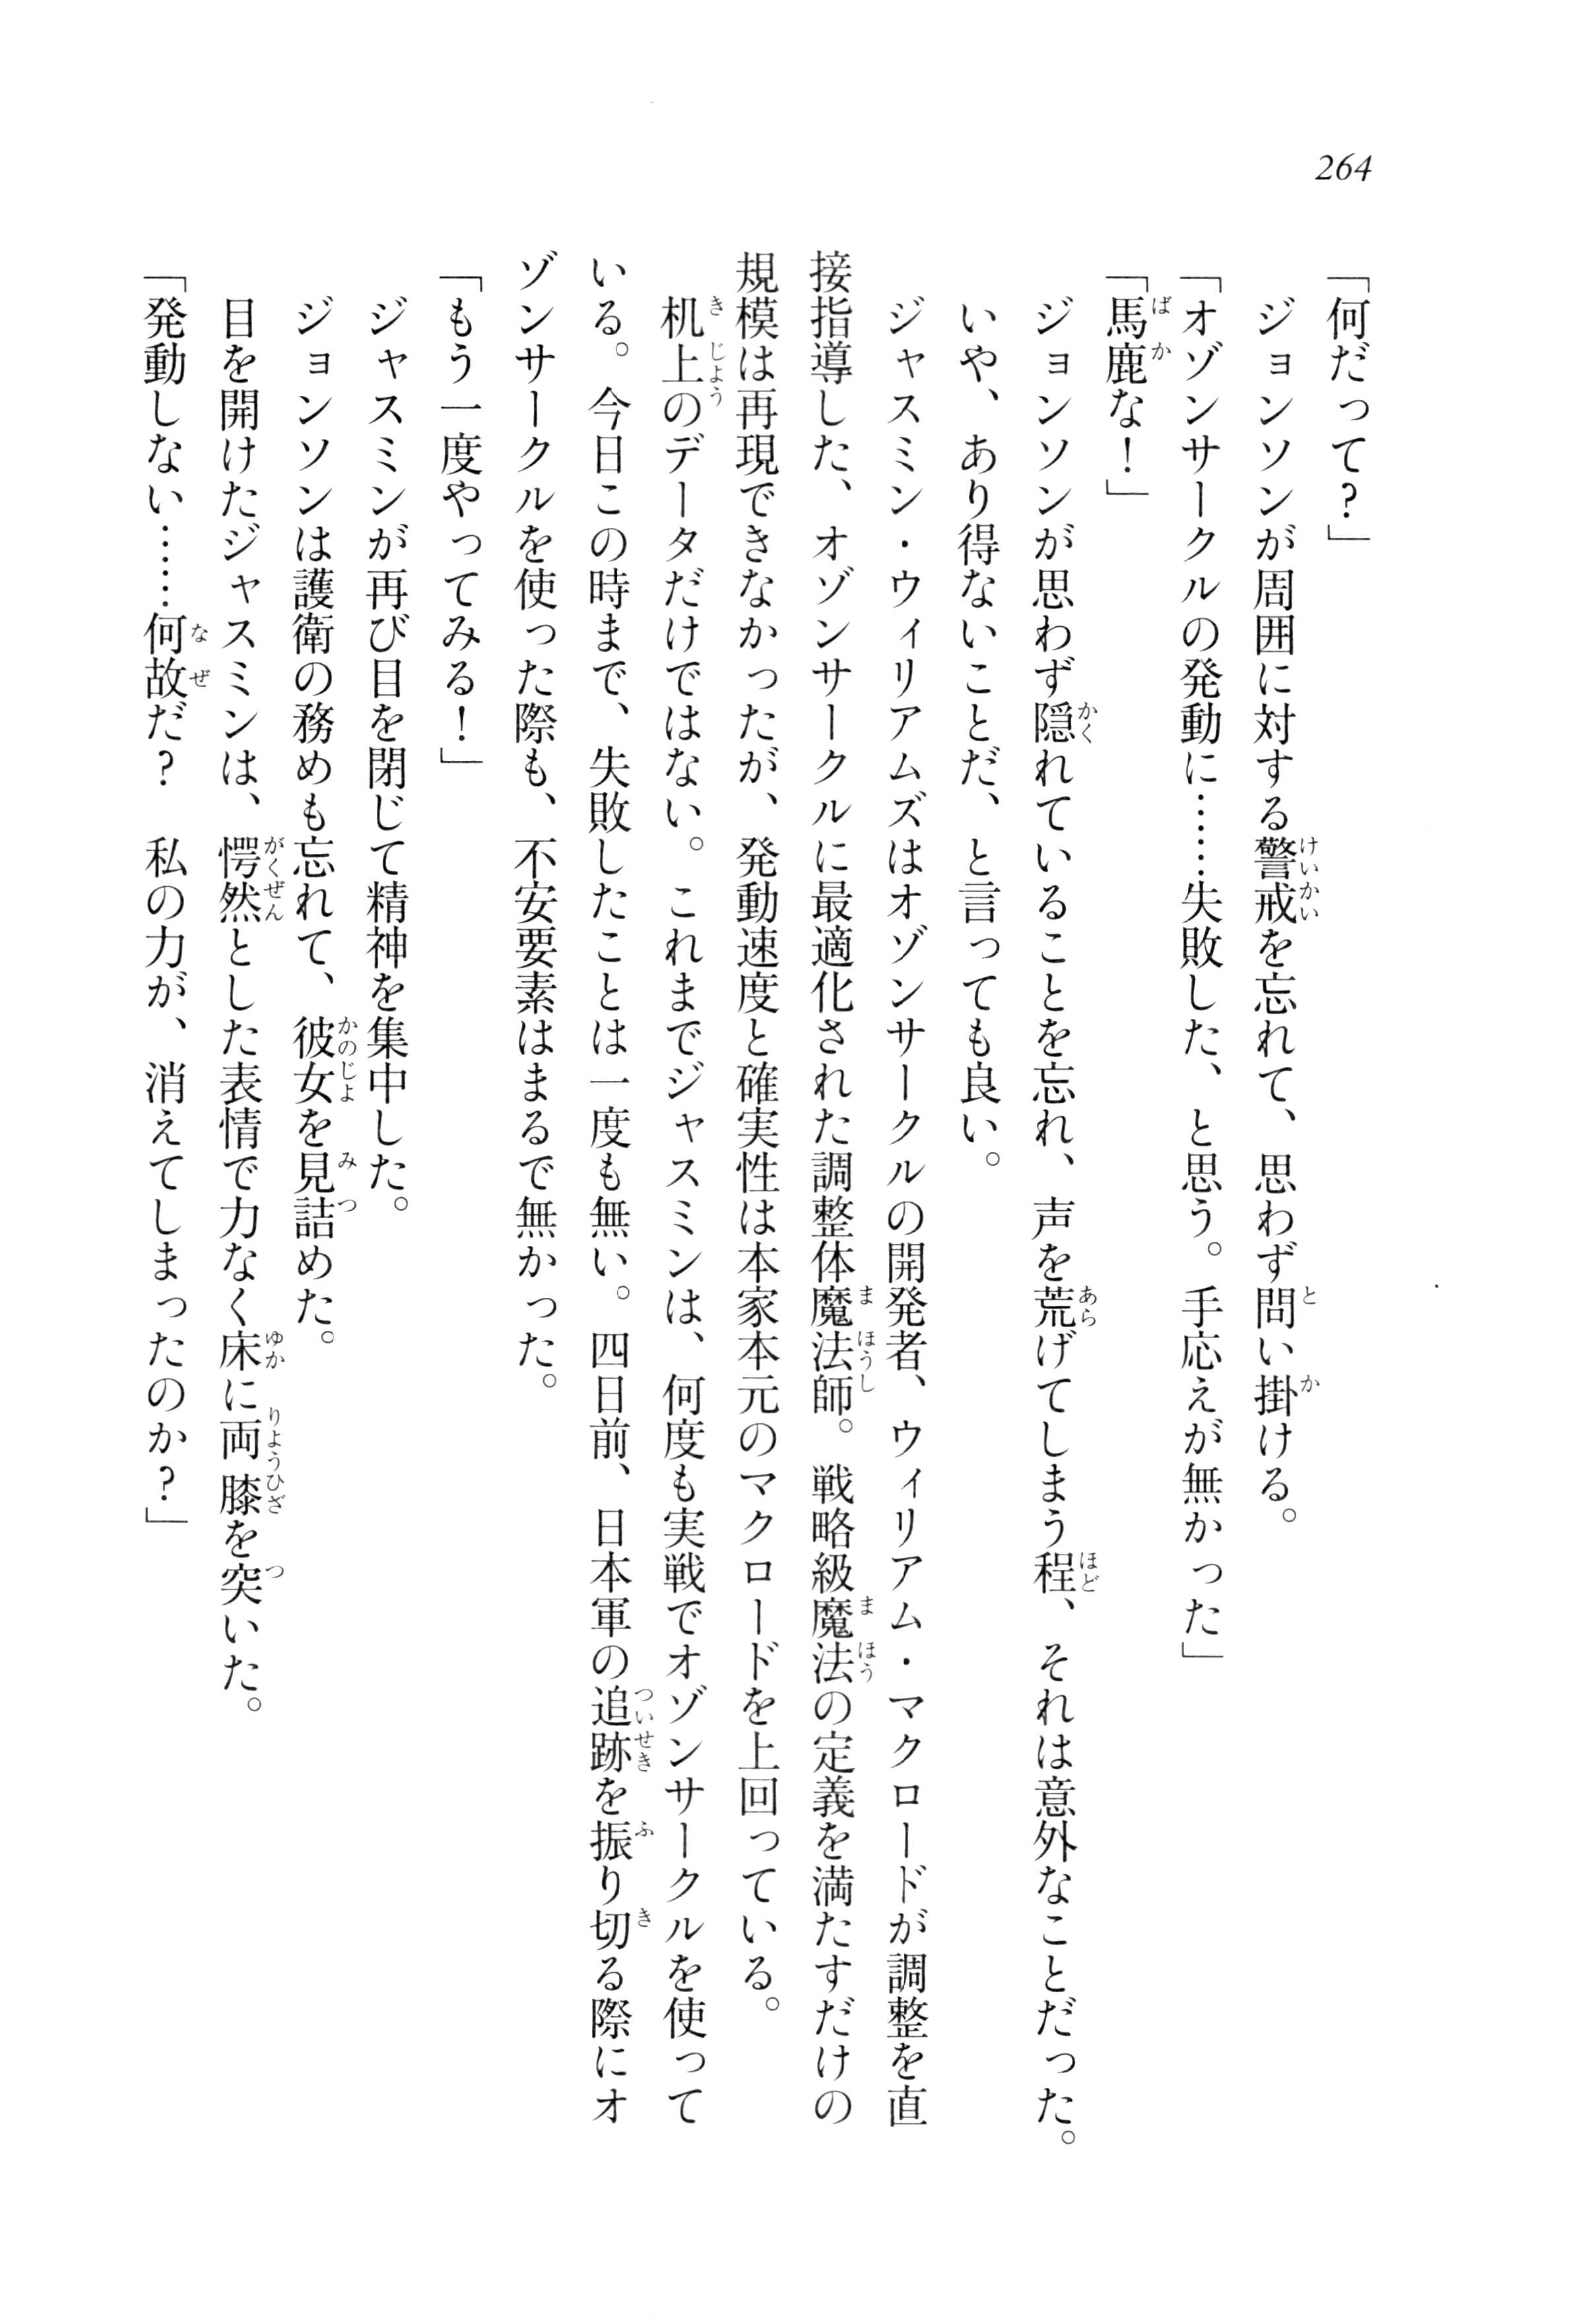 264
「何だって？」
ジョンソンが周囲に対する警戒を忘れて、思わず問い掛ける。
「オゾンサークルの発動に……失敗した、と思う。手応えが無かった」
「馬鹿な！」
ジョンソンが思わず隠れていることを忘れ、声を荒げてしまう程、それは意外なことだった。
いや、あり得ないことだ、と言っても良い。
ジャスミン・ウィリアムズはオゾンサークルの開発者、ウィリアム・マクロードが調整を直
接指導した、オゾンサークルに最適化された調整体魔法師。戦略級魔法の定義を満たすだけの
規模は再現できなかったが、発動速度と確実性は本家本元のマクロードを上回っている。
机上のデータだけではない。これまでジャスミンは、何度も実戦でオゾンサークルを使って
いる。今日この時まで、失敗したことは一度も無い。四日前、日本軍の追跡を振り切る際にオ
ゾンサークルを使った際も、不安要素はまるで無かった。
「もう一度やってみる！」
ジャスミンが再び目を閉じて精神を集中した。
ジョンソンは護衛の務めも忘れて、彼女を見詰めた。
目を開けたジャスミンは、愕然とした表情で力なく床に両膝を突いた。
「発動しない……何故だ？　私の力が、消えてしまったのか？」